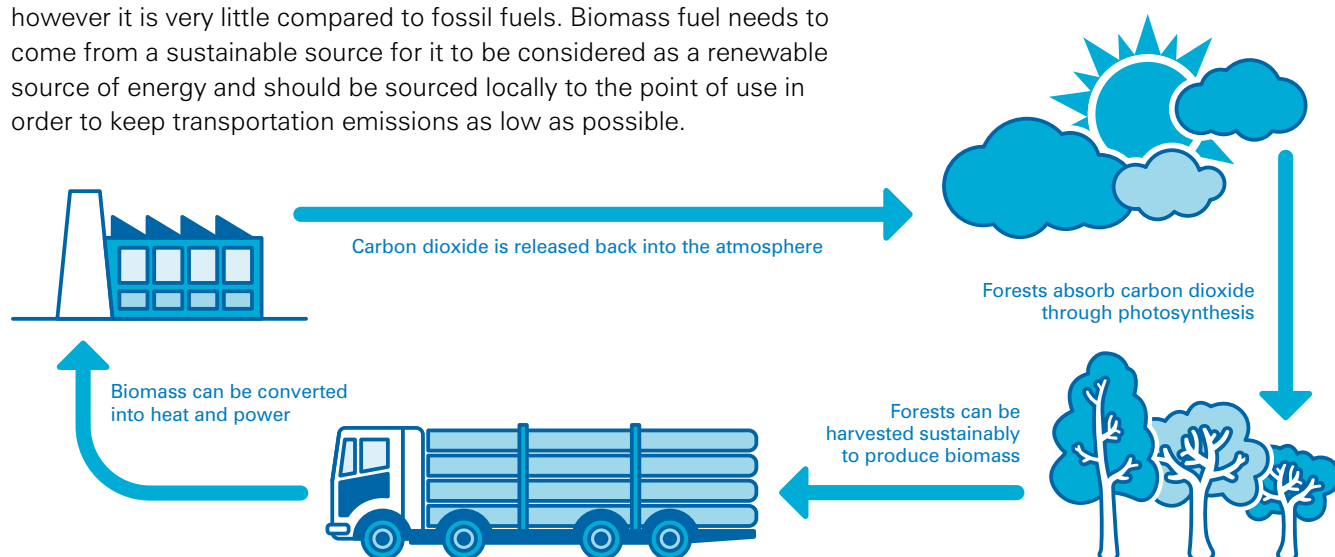 however it is very little compared to fossil fuels. Biomass fuel needs to
come from a sustainable source for it to be considered as a renewable
source of energy and should be sourced locally to the point of use in
order to keep transportation emissions as low as possible.
Carbon dioxide is released back into the atmosphere
Forests absorb carbon dioxide
through photosynthesis
Biomass can be converted
into heat and power
Forests can be
harvested sustainably
to produce biomass